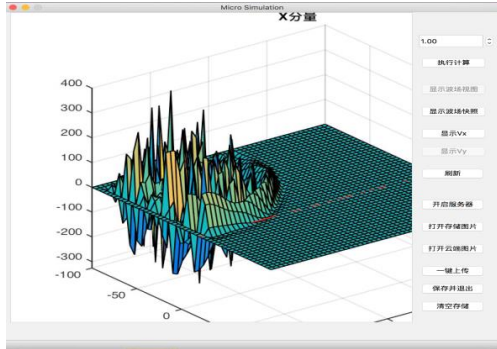 Micro Simulation
X分量
400
300
200
100
0
-100
-200
-300
-100
-50
0
1.00
执行计算
显示波场视图
显示波场快照
显示Vx
显示Vy
刷新
开启服务器
打开存储图片
打开云端图片
一键上传
保存并退出
清空存储